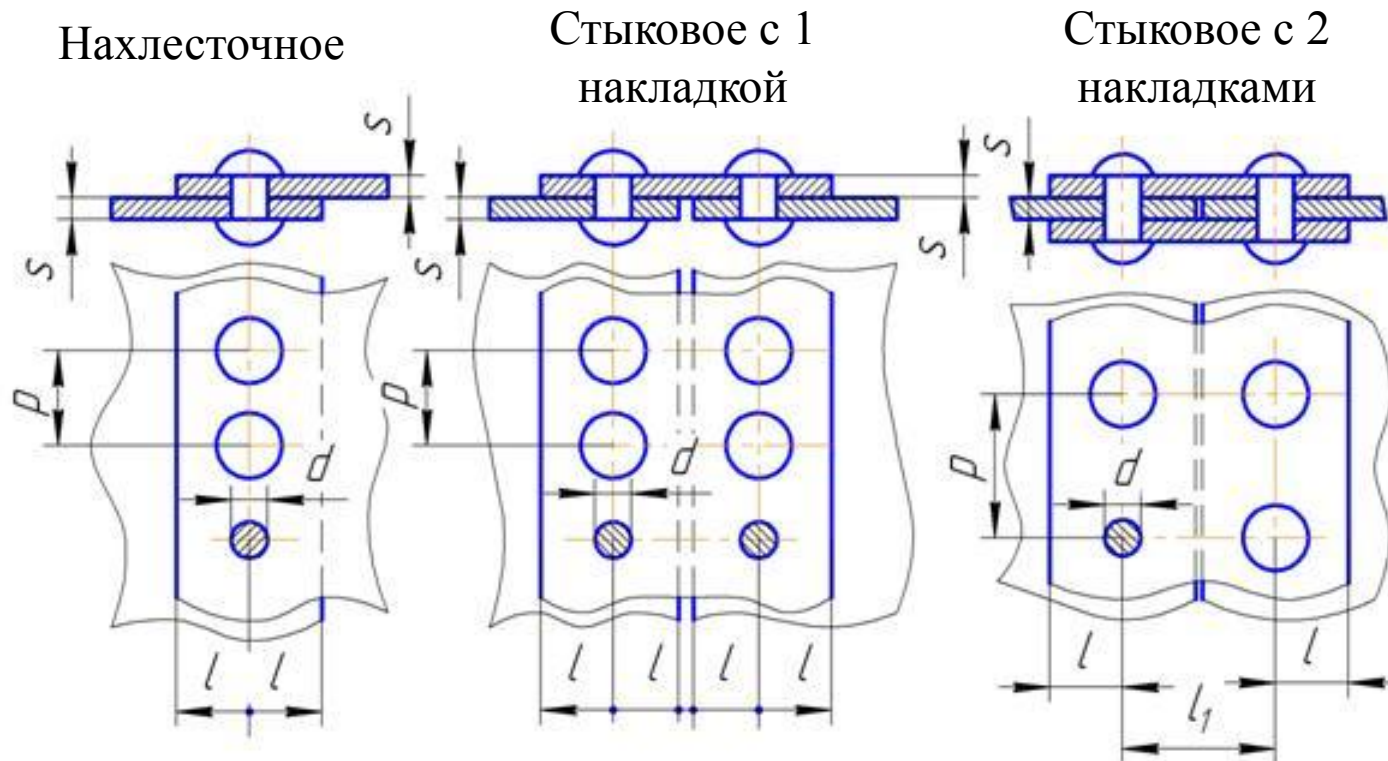 Нахлесточное
Стыковое с 1
накладкой
Стыковое с 2
накладками
s
s
p
d
l l
s
s
p
d
l l l l
s
p
d
l l
l₁